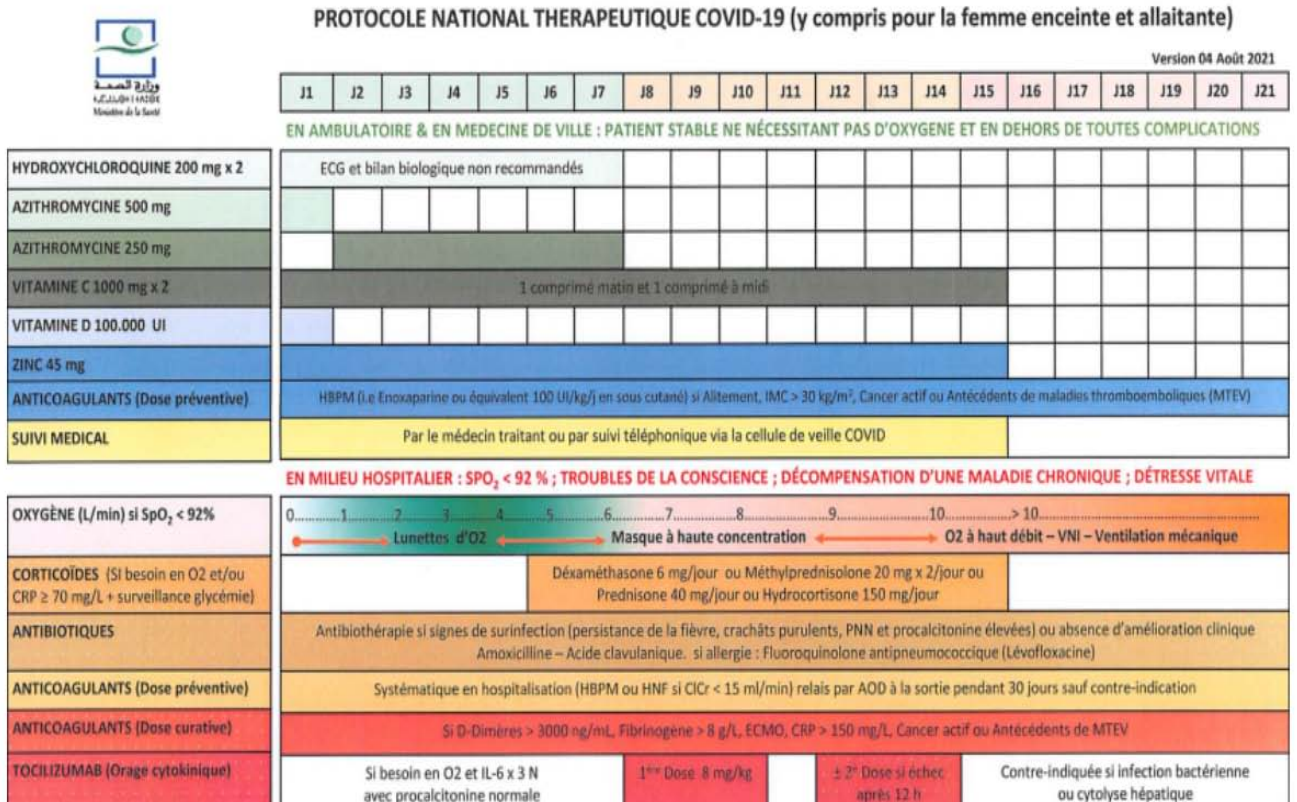 PROTOCOLE NATIONAL THERAPEUTIQUE COVID-19 (y compris pour la femme enceinte et allaitante)
وزارة الصحة
Ministère de la Santé
Version 04 Août 2021
J1 J2 J3 J4 J5 J6 J7 J8 J9 J10 J11 J12 J13 J14 J15 J16 J17 J18 J19 J20 J21
EN AMBULATOIRE & EN MEDECINE DE VILLE : PATIENT STABLE NE NÉCESSITANT PAS D'OXYGENE ET EN DEHORS DE TOUTES COMPLICATIONS
HYDROXYCHLOROQUINE 200 mg x 2
ECG et bilan biologique non recommandés
AZITHROMYCINE 500 mg
AZITHROMYCINE 250 mg
VITAMINE C 1000 mg x 2
1 comprimé matin et 1 comprimé à midi
VITAMINE D 100.000 UI
ZINC 45 mg
ANTICOAGULANTS (Dose préventive)
HBPM (i.e Enoxaparine ou équivalent 100 UI/kg/j en sous cutané) si Alitement, IMC > 30 kg/m², Cancer actif ou Antécédents de maladies thromboemboliques (MTEV)
SUIVI MEDICAL
Par le médecin traitant ou par suivi téléphonique via la cellule de veille COVID
EN MILIEU HOSPITALIER : SPO₂ < 92 % ; TROUBLES DE LA CONSCIENCE ; DÉCOMPENSATION D'UNE MALADIE CHRONIQUE ; DÉTRESSE VITALE
OXYGÈNE (L/min) si SpO₂ < 92%
0..........1..........2..........3..........4..........5..........6..........7..........8..........9..........10..........> 10..........
Lunettes d'O2 Masque à haute concentration O2 à haut débit – VNI – Ventilation mécanique
CORTICOÏDES (Si besoin en O2 et/ou
CRP ≥ 70 mg/L + surveillance glycémie)
Déxaméthasone 6 mg/jour ou Méthylprednisolone 20 mg x 2/jour ou
Prednisone 40 mg/jour ou Hydrocortisone 150 mg/jour
ANTIBIOTIQUES
Antibiothérapie si signes de surinfection (persistance de la fièvre, crachâts purulents, PNN et procalcitonine élevées) ou absence d'amélioration clinique
Amoxicilline – Acide clavulanique. si allergie : Fluoroquinolone antipneumococcique (Lévofloxacine)
ANTICOAGULANTS (Dose préventive)
Systématique en hospitalisation (HBPM ou HNF si ClCr < 15 ml/min) relais par AOD à la sortie pendant 30 jours sauf contre-indication
ANTICOAGULANTS (Dose curative)
Si D-Dimères > 3000 ng/mL, Fibrinogène > 8 g/L, ECMO, CRP > 150 mg/L, Cancer actif ou Antécédents de MTEV
TOCILIZUMAB (Orage cytokinique)
Si besoin en O2 et IL-6 x 3 N
avec procalcitonine normale
1ère Dose 8 mg/kg
± 2° Dose si échec
après 12 h
Contre-indiquée si infection bactérienne
ou cytolyse hépatique